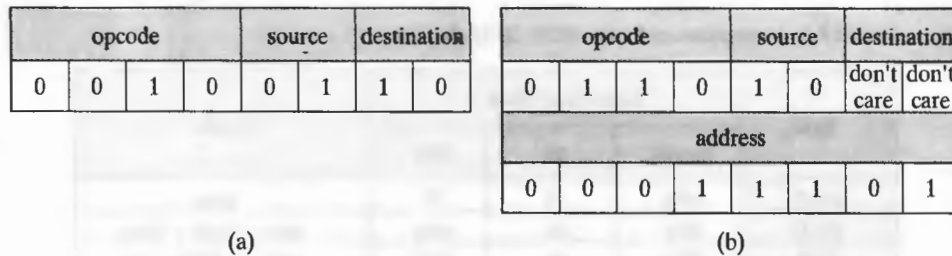 opcode source destination
0 0 1 0 0 1 1 0
(a)
opcode source destination
0 1 1 0 1 0 don't care don't care
address
0 0 0 1 1 1 0 1
(b)